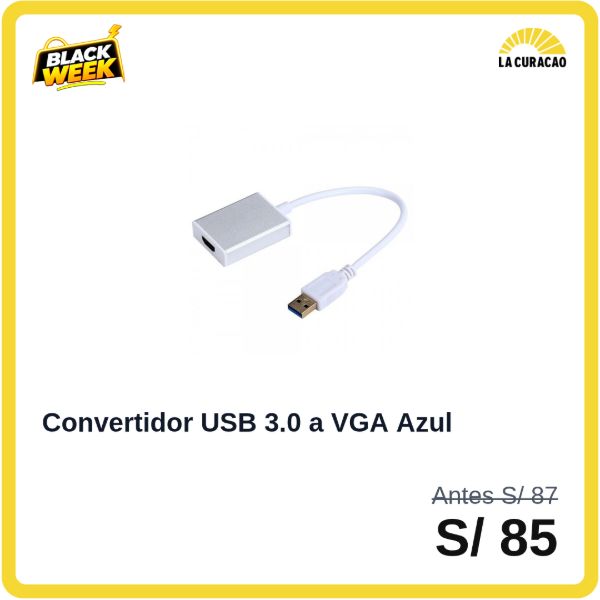 BLACK
WEEK
LA CURACAO
Convertidor USB 3.0 a VGA Azul
Antes S/ 87
S/ 85